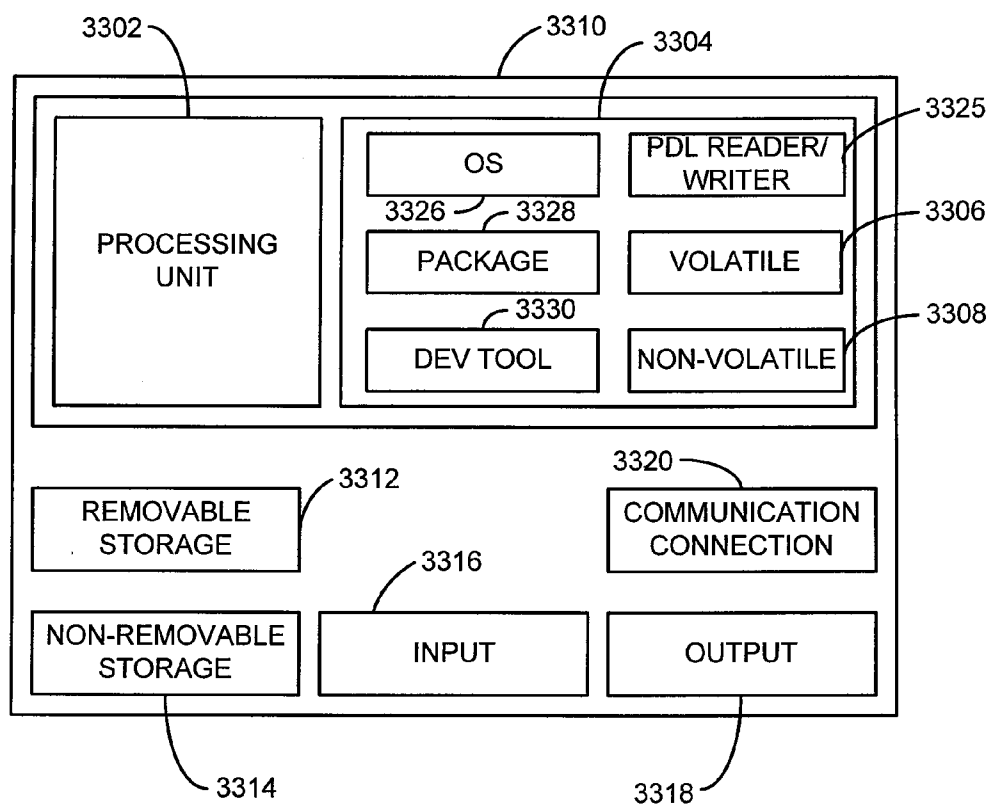 3302
3310
3304
3325
OS
PDL READER/
WRITER
3326
3328
3306
PROCESSING
UNIT
PACKAGE
VOLATILE
3330
3308
DEV TOOL
NON-VOLATILE
3312
3320
REMOVABLE
STORAGE
COMMUNICATION
CONNECTION
3316
NON-REMOVABLE
STORAGE
INPUT
OUTPUT
3314
3318